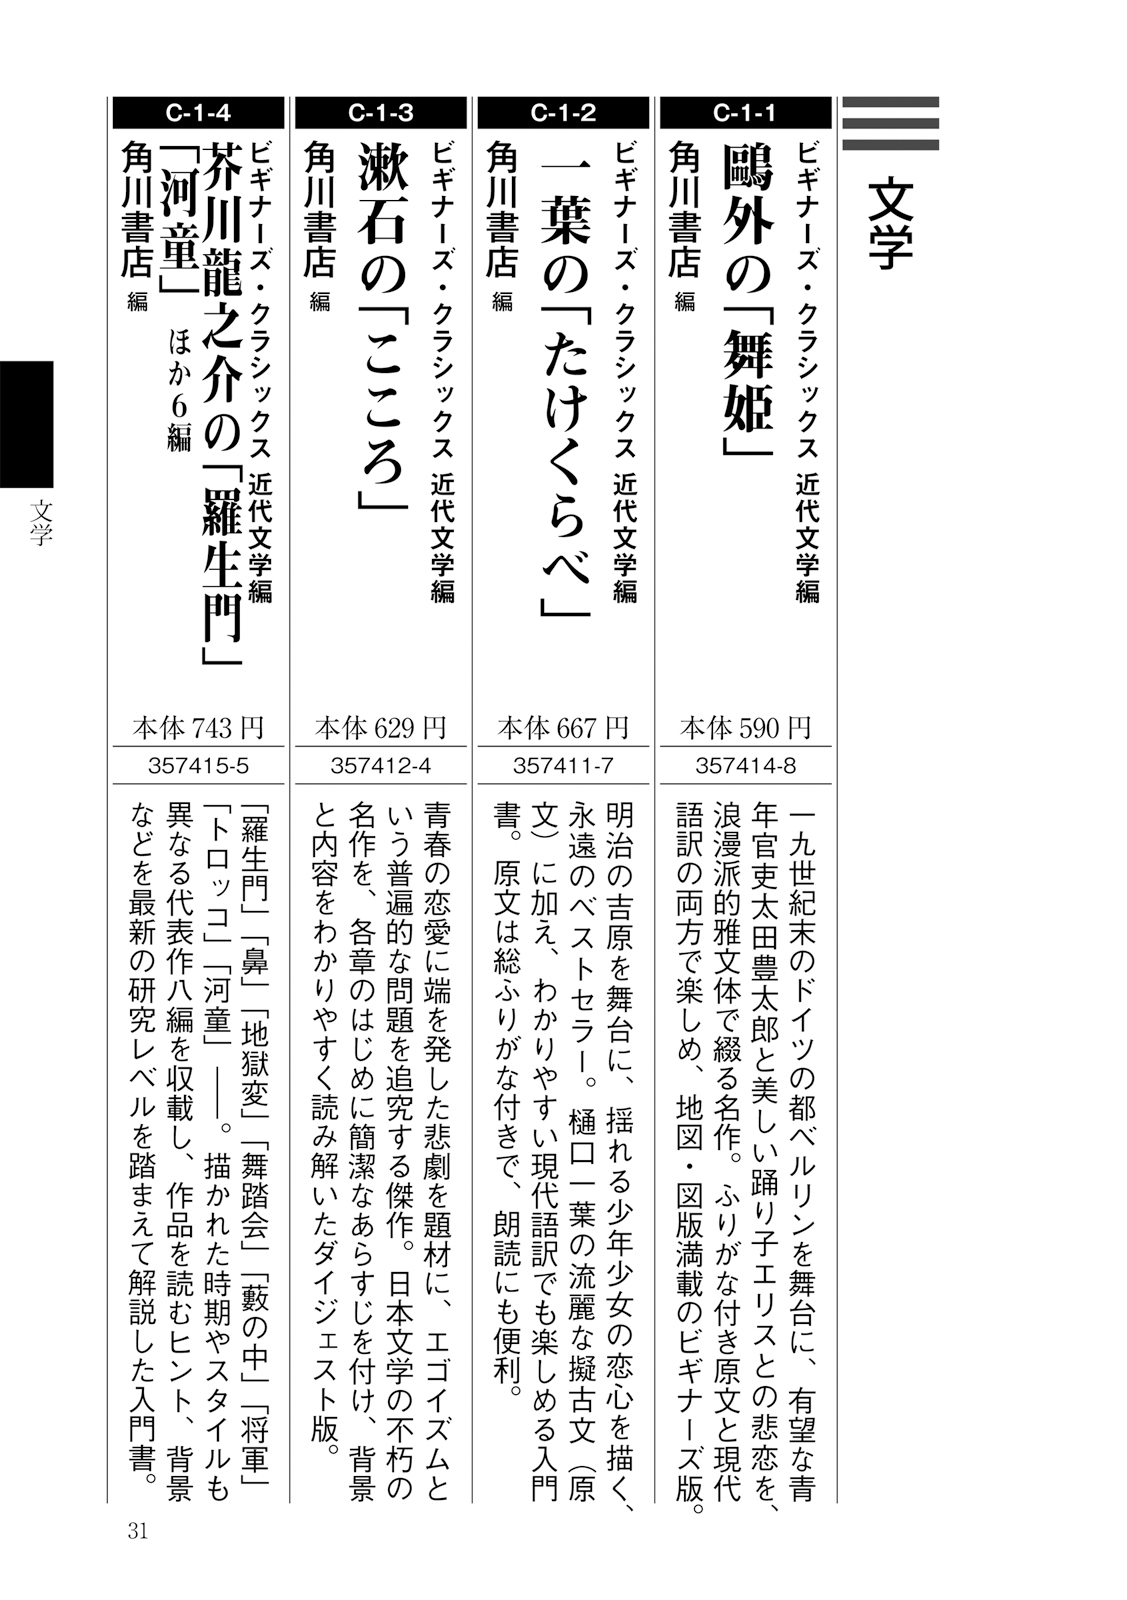 文学
C-1-1
ビギナーズ・クラシックス 近代文学編
鷗外の「舞姫」
角川書店 編
本体 590 円
357414-8
一九世紀末のドイツの都ベルリンを舞台に、有望な青
年官吏太田豊太郎と美しい踊り子エリスとの悲恋を、
浪漫派的雅文体で綴る名作。ふりがな付き原文と現代
語訳の両方で楽しめ、地図・図版満載のビギナーズ版。
C-1-2
ビギナーズ・クラシックス 近代文学編
一葉の「たけくらべ」
角川書店 編
本体 667 円
357411-7
明治の吉原を舞台に、揺れる少年少女の恋心を描く、
永遠のベストセラー。樋口一葉の流麗な擬古文（原
文）に加え、わかりやすい現代語訳でも楽しめる入門
書。原文は総ふりがな付きで、朗読にも便利。
C-1-3
ビギナーズ・クラシックス 近代文学編
漱石の「こころ」
角川書店 編
本体 629 円
357412-4
青春の恋愛に端を発した悲劇を題材に、エゴイズムと
いう普遍的な問題を追究する傑作。日本文学の不朽の
名作を、各章のはじめに簡潔なあらすじを付け、背景
と内容をわかりやすく読み解いたダイジェスト版。
C-1-4
ビギナーズ・クラシックス 近代文学編
芥川龍之介の「羅生門」
「河童」ほか6編
角川書店 編
本体 743 円
357415-5
「羅生門」「鼻」「地獄変」「舞踏会」「藪の中」「将軍」
「トロッコ」「河童」――。描かれた時期やスタイルも
異なる代表作八編を収載し、作品を読むヒント、背景
などを最新の研究レベルを踏まえて解説した入門書。
文学
31